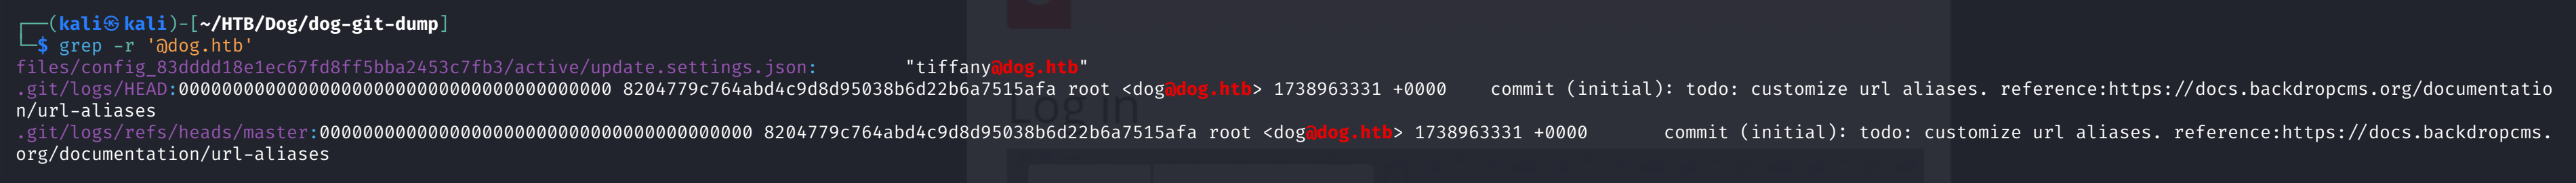 ┌──(kali㉿kali)-[~/HTB/Dog/dog-git-dump]
└─$ grep -r '@dog.htb'
files/config_83dddd18e1ec67fd8ff5bba2453c7fb3/active/update.settings.json:        "tiffany@dog.htb"
.git/logs/HEAD:0000000000000000000000000000000000000000 8204779c764abd4c9d8d95038b6d22b6a7515afa root <dog@dog.htb> 1738963331 +0000    commit (initial): todo: customize url aliases. reference:https://docs.backdropcms.org/documentatio
n/url-aliases
.git/logs/refs/heads/master:0000000000000000000000000000000000000000 8204779c764abd4c9d8d95038b6d22b6a7515afa root <dog@dog.htb> 1738963331 +0000       commit (initial): todo: customize url aliases. reference:https://docs.backdropcms.
org/documentation/url-aliases
Log in